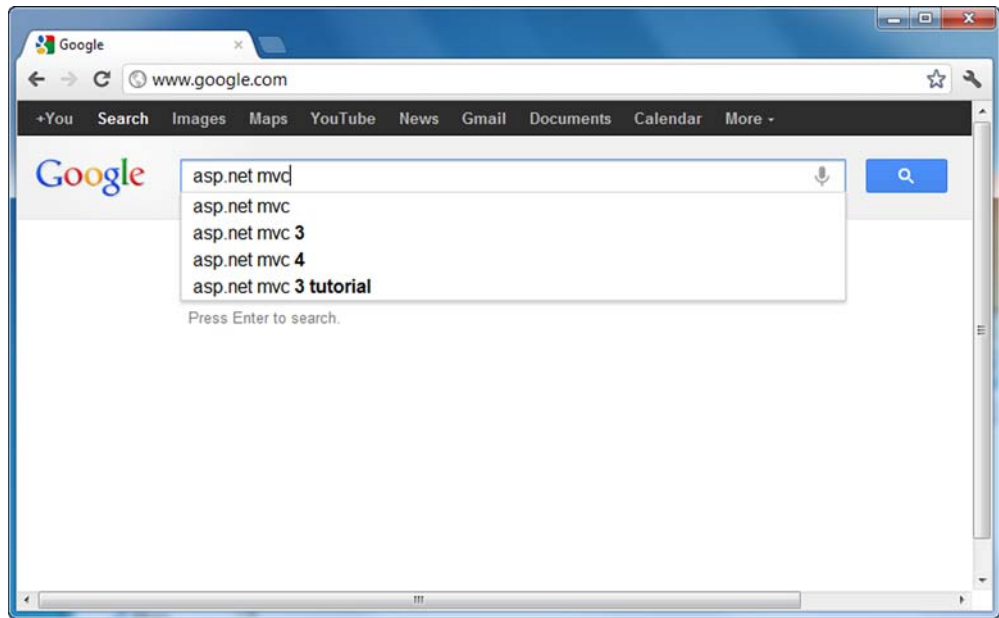 Google
www.google.com
+You Search Images Maps YouTube News Gmail Documents Calendar More
Google asp.net mvc
asp.net mvc
asp.net mvc 3
asp.net mvc 4
asp.net mvc 3 tutorial
Press Enter to search.